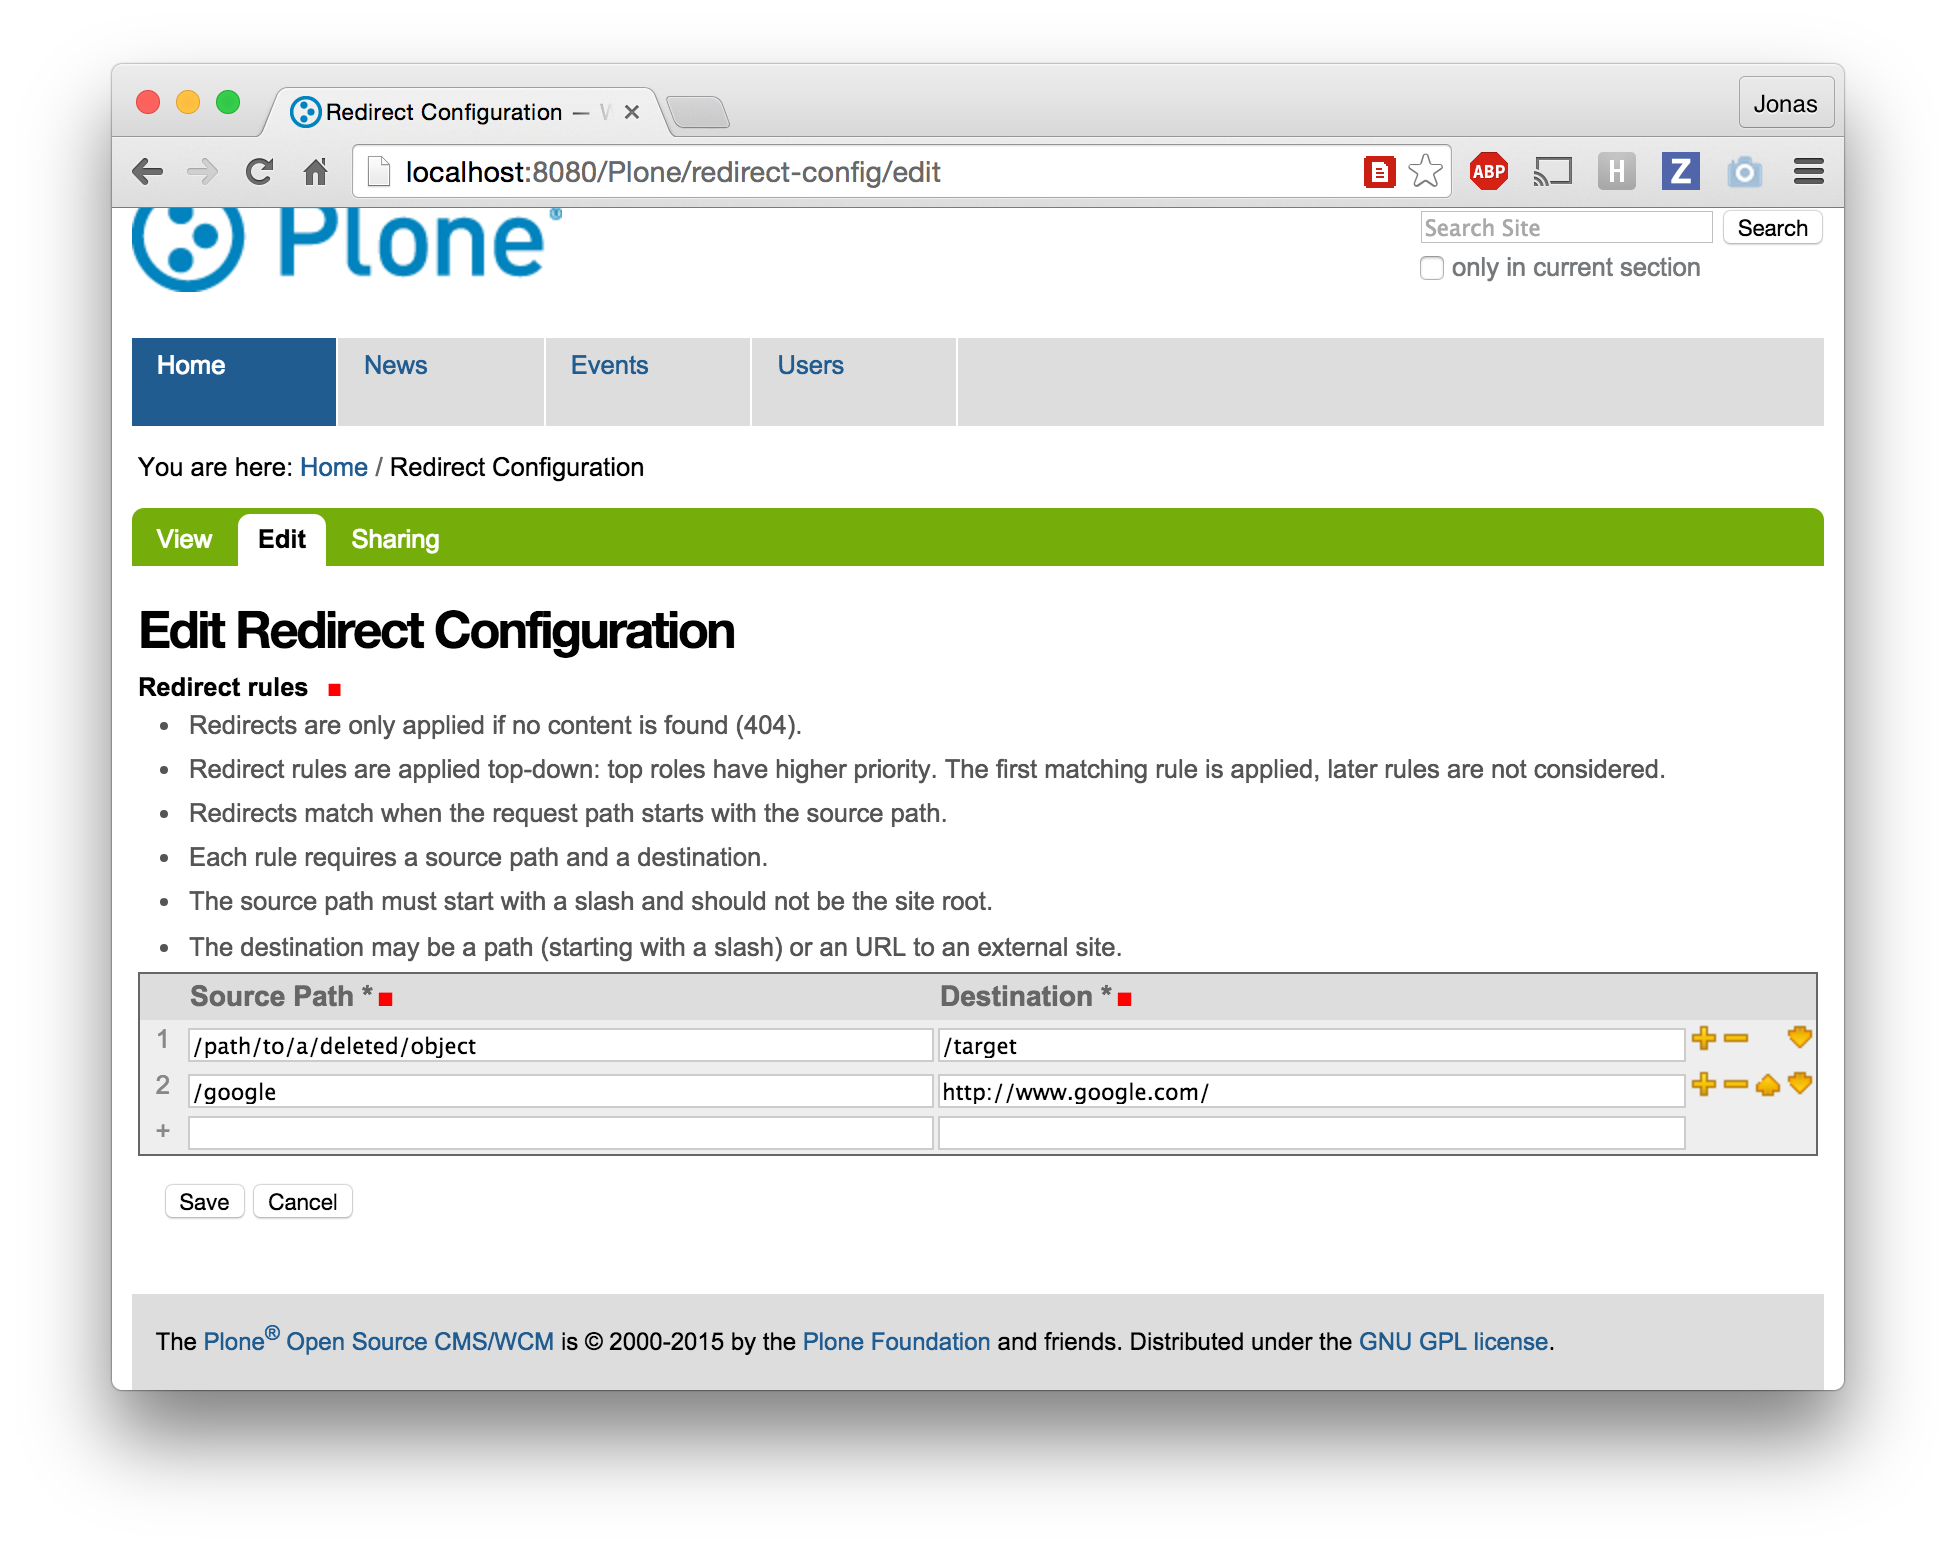 Redirect Configuration —
Jonas
localhost:8080/Plone/redirect-config/edit
ABP
H
Z
Plone®
Search Site
Search
only in current section
Home
News
Events
Users
You are here: Home / Redirect Configuration
View
Edit
Sharing
Edit Redirect Configuration
Redirect rules
Redirects are only applied if no content is found (404).
Redirect rules are applied top-down: top roles have higher priority. The first matching rule is applied, later rules are not considered.
Redirects match when the request path starts with the source path.
Each rule requires a source path and a destination.
The source path must start with a slash and should not be the site root.
The destination may be a path (starting with a slash) or an URL to an external site.
Source Path * Destination *
1 /path/to/a/deleted/object /target
2 /google http://www.google.com/
+
Save Cancel
The Plone® Open Source CMS/WCM is © 2000-2015 by the Plone Foundation and friends. Distributed under the GNU GPL license.